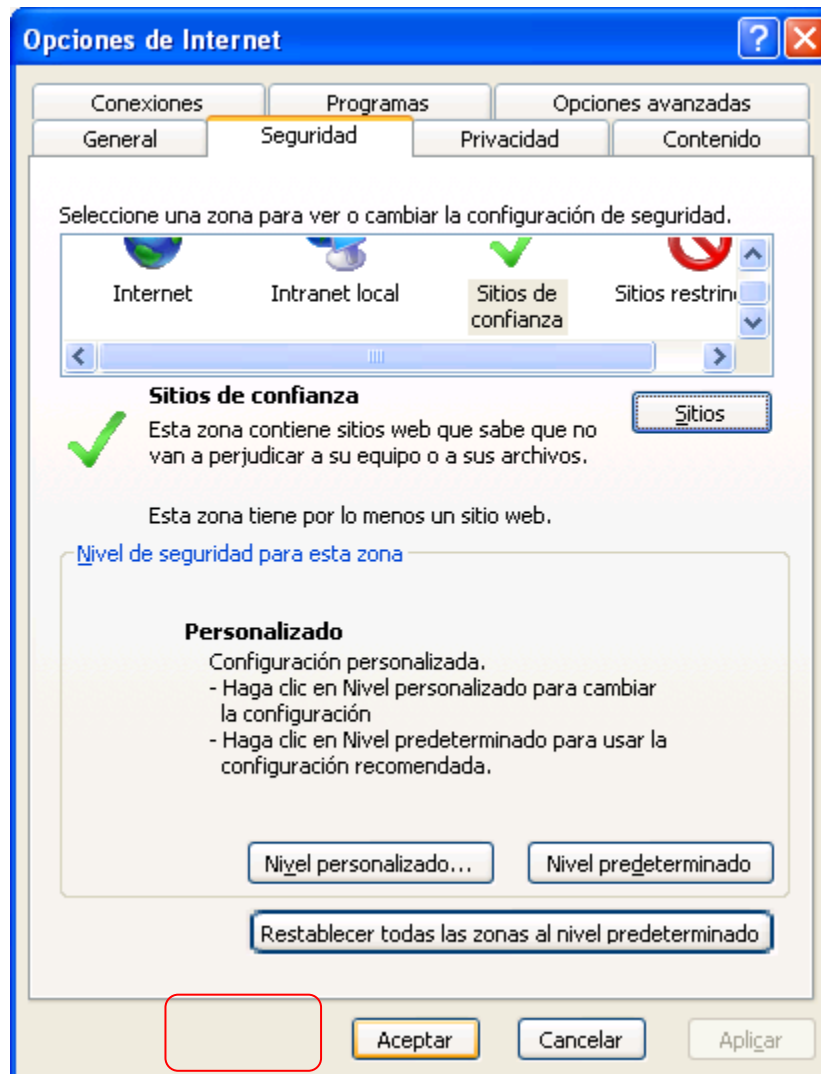 Opciones de Internet
Conexiones Programas Opciones avanzadas
General Seguridad Privacidad Contenido
Seleccione una zona para ver o cambiar la configuración de seguridad.
Internet Intranet local Sitios de confianza Sitios restrin
Sitios de confianza
Sitios
Esta zona contiene sitios web que sabe que no
van a perjudicar a su equipo o a sus archivos.
Esta zona tiene por lo menos un sitio web.
Nivel de seguridad para esta zona
Personalizado
Configuración personalizada.
- Haga clic en Nivel personalizado para cambiar
la configuración
- Haga clic en Nivel predeterminado para usar la
configuración recomendada.
Nivel personalizado... Nivel predeterminado
Restablecer todas las zonas al nivel predeterminado
Aceptar Cancelar Aplicar